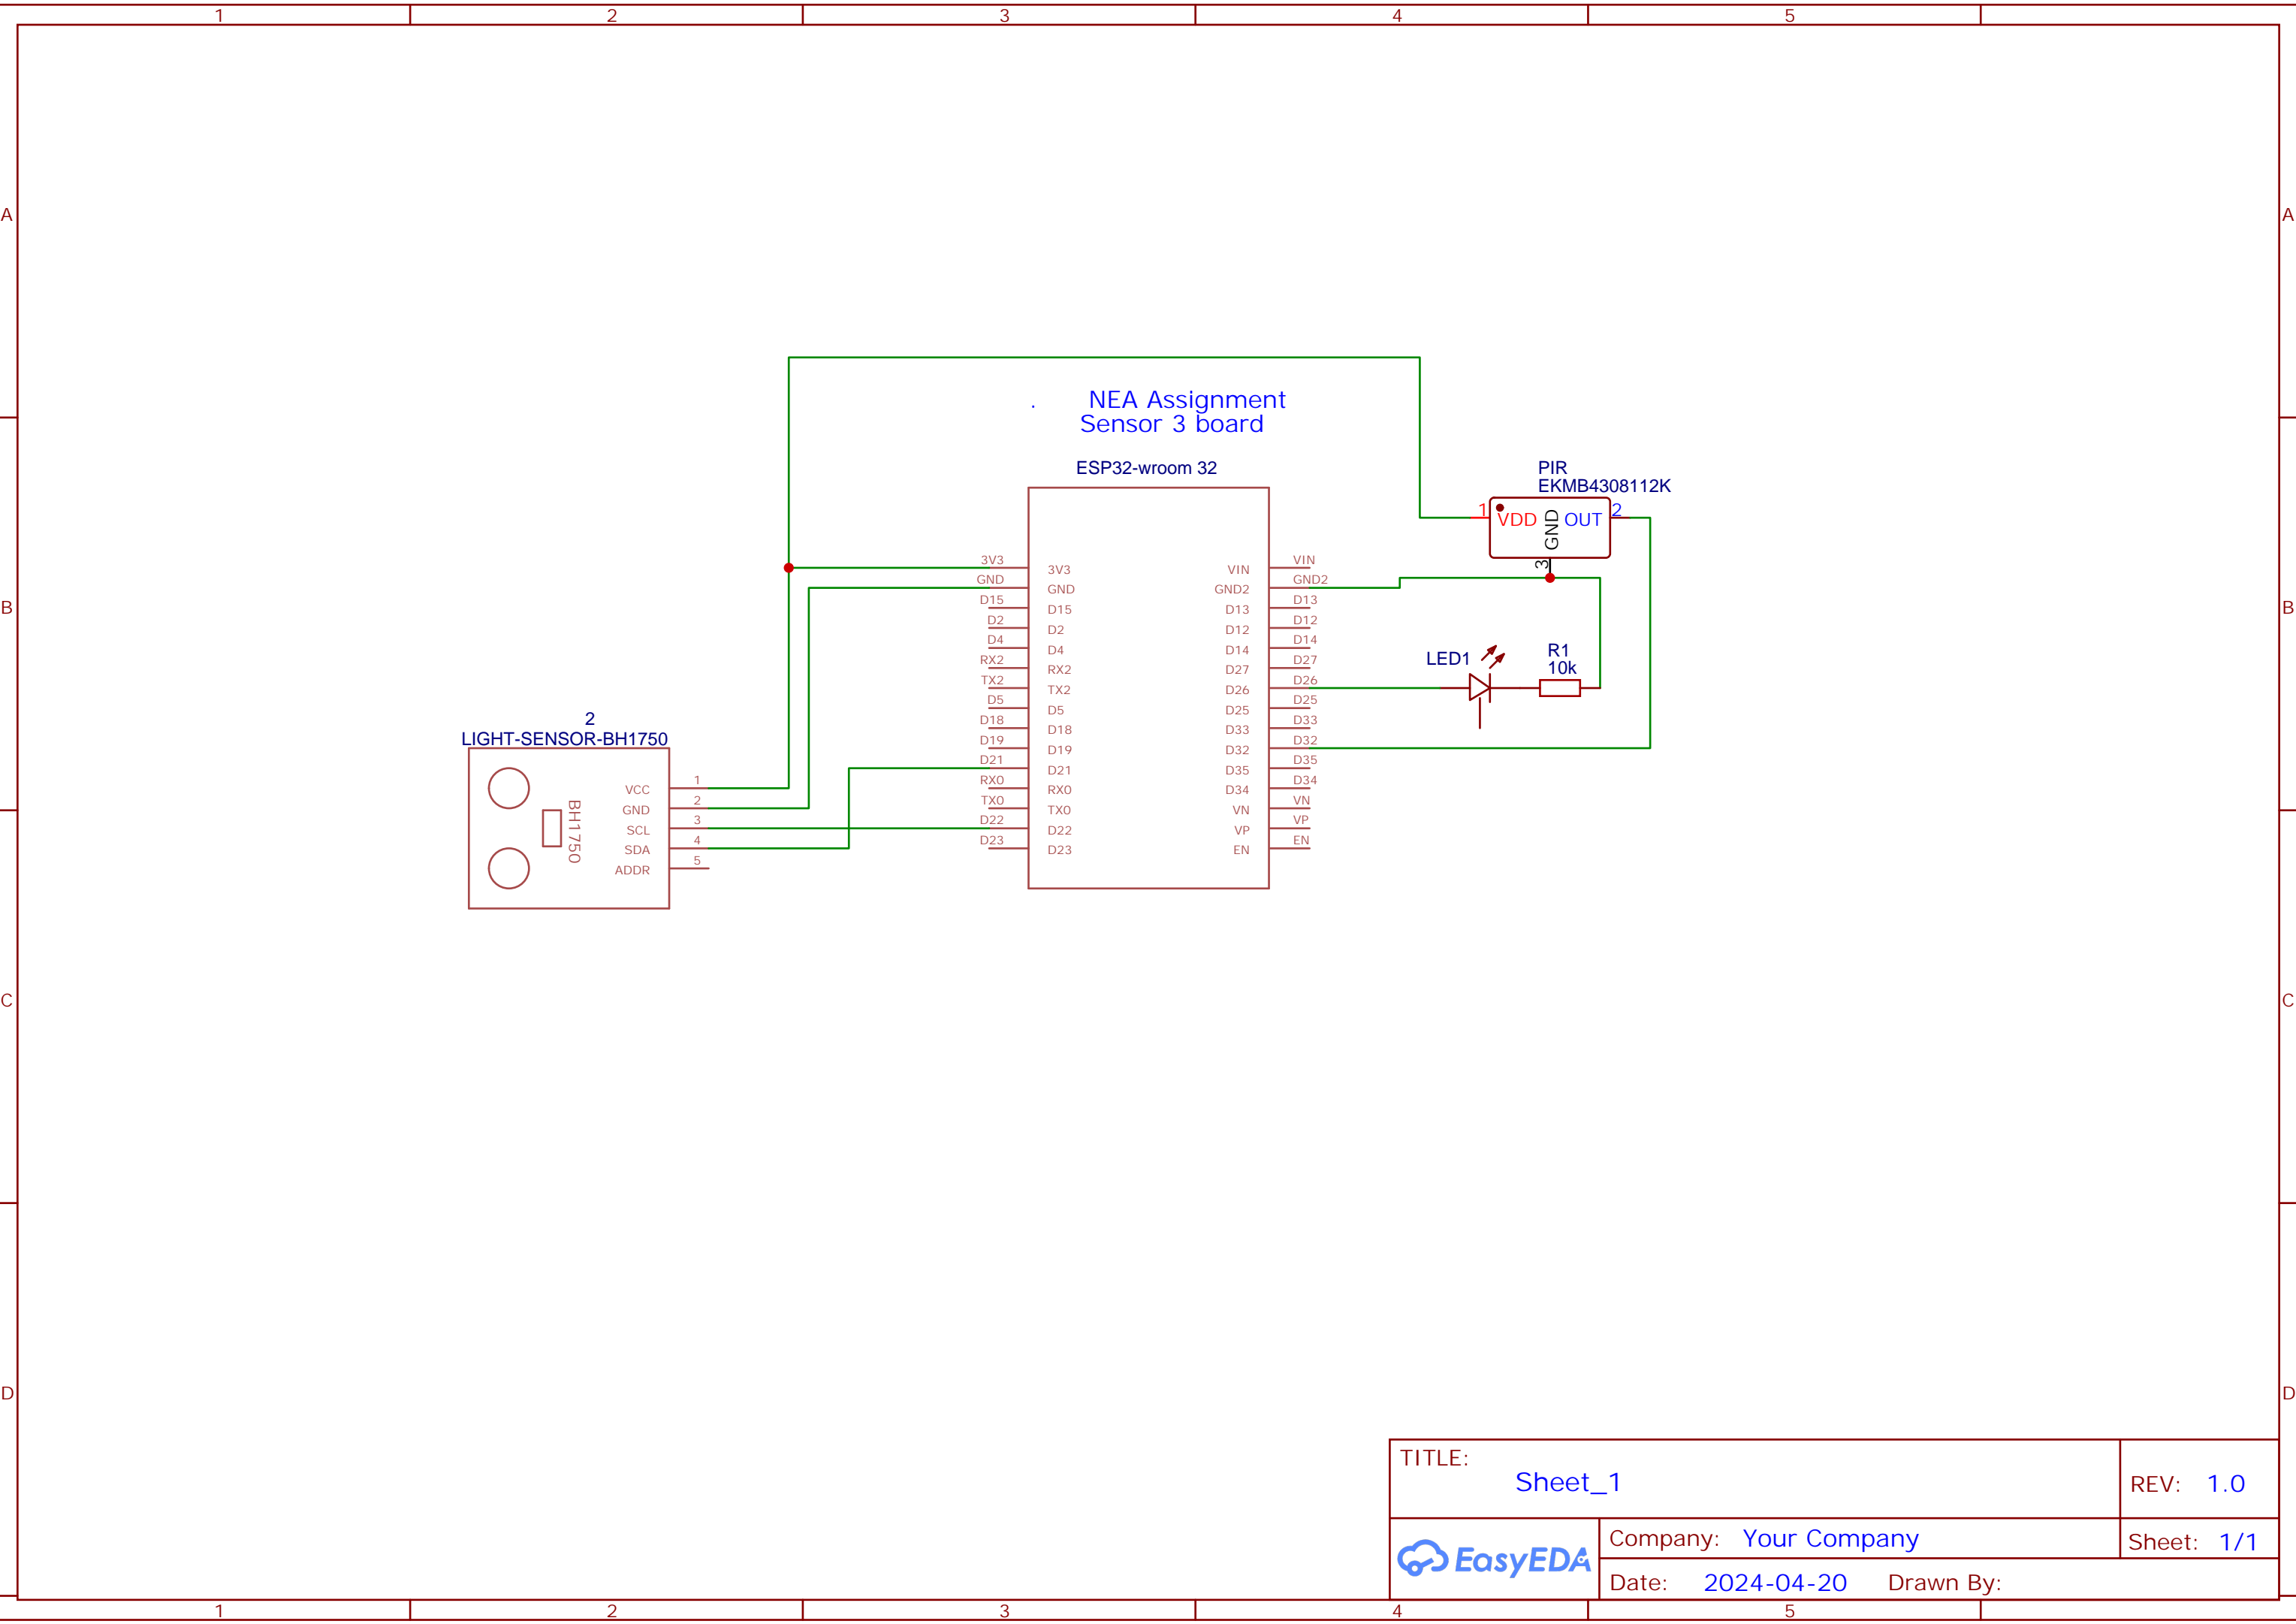 1 2 3 4 5
A A
NEA Assignment
.
Sensor 3 board
ESP32-wroom 32
PIR
EKMB4308112K
1 VDD GND OUT 2
3
3V3 3V3 VIN VIN
GND GND GND2 GND2
D15 D15 D13 D13
B B
D2 D2 D12 D12
D4 D4 D14 D14
RX2 RX2 D27 D27
TX2 TX2 D26 D26
D5 D5 D25 D25
D18 D18 D33 D33
D19 D19 D32 D32
D21 D21 D35 D35
RX0 RX0 D34 D34
TX0 TX0 VN VN
D22 D22 VP VP
D23 D23 EN EN
LED1
R1
10k
2
LIGHT-SENSOR-BH1750
BH1750
VCC 1
GND 2
SCL 3
SDA 4
ADDR 5
C C
D D
TITLE:
Sheet_1
REV: 1.0
EasyEDA
Company: Your Company
Sheet: 1/1
Date: 2024-04-20 Drawn By:
1 2 3 4 5